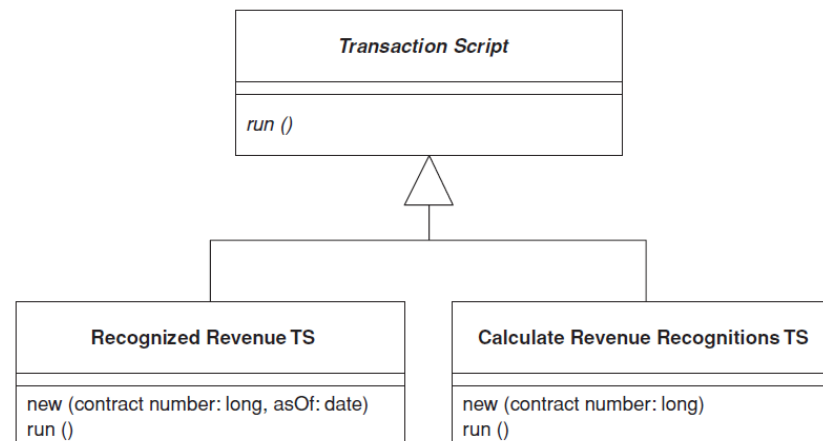 Transaction Script
run ()
Recognized Revenue TS
new (contract number: long, asOf: date)
run ()
Calculate Revenue Recognitions TS
new (contract number: long)
run ()